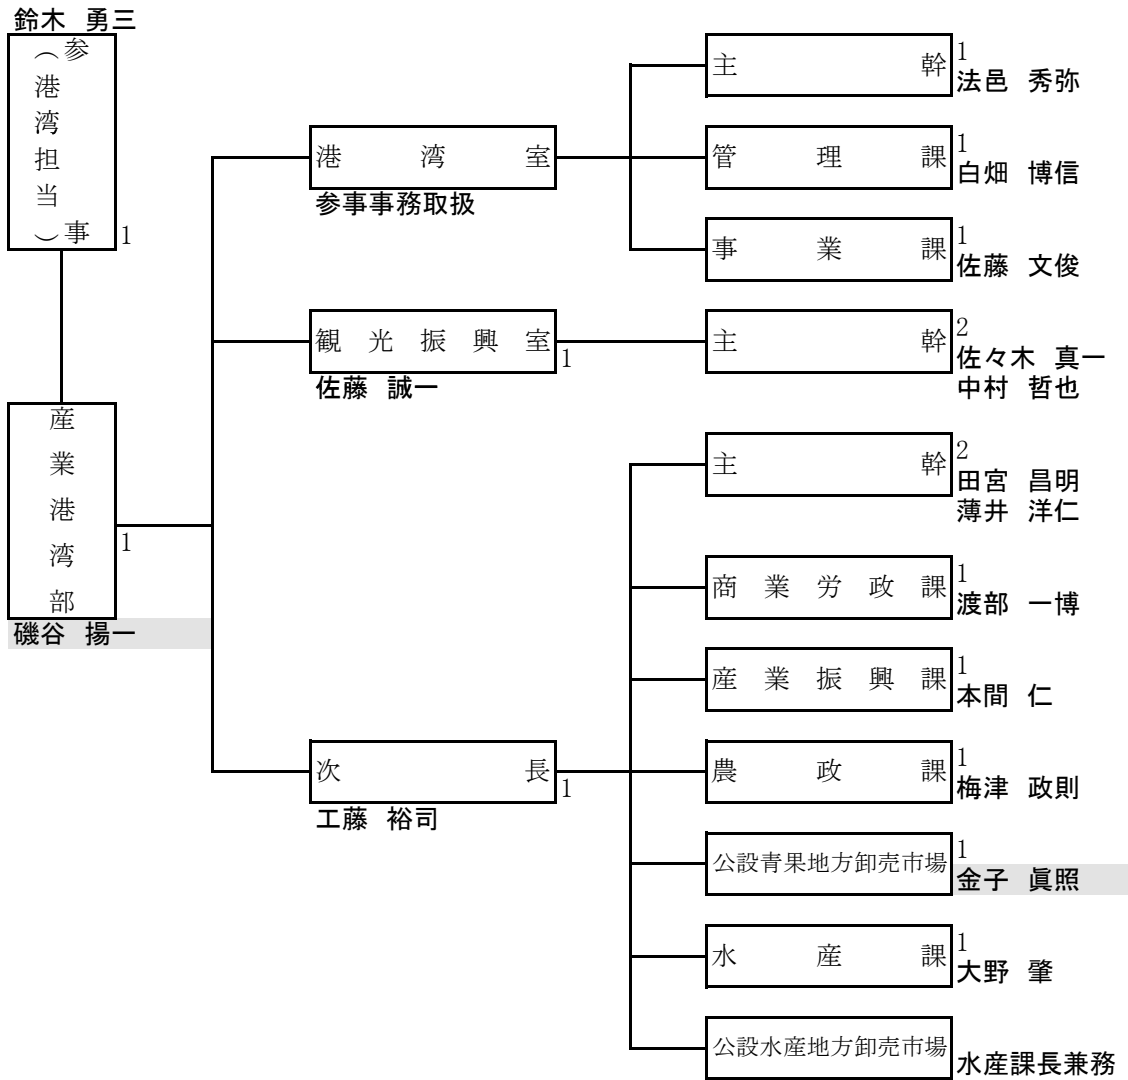 鈴木 勇三
参事
（港湾担当）
1
産業港湾部
1
磯谷 揚一
港湾室
参事事務取扱
主幹
1
法邑 秀弥
管理課
1
白畑 博信
事業課
1
佐藤 文俊
観光振興室
1
佐藤 誠一
主幹
2
佐々木 真一
中村 哲也
次長
1
工藤 裕司
主幹
2
田宮 昌明
薄井 洋仁
商業労政課
1
渡部 一博
産業振興課
1
本間 仁
農政課
1
梅津 政則
公設青果地方卸売市場
1
金子 眞照
水産課
1
大野 肇
公設水産地方卸売市場
水産課長兼務